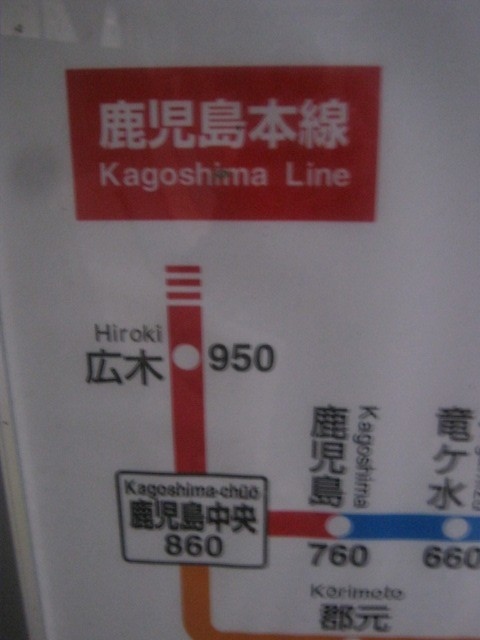 鹿児島本線
Kagoshima Line
Hiroki
広木
950
Kagoshima-chūō
鹿児島中央
860
鹿児島
Kagoshima
760
竜ケ水
660
Kōrimoto
郡元